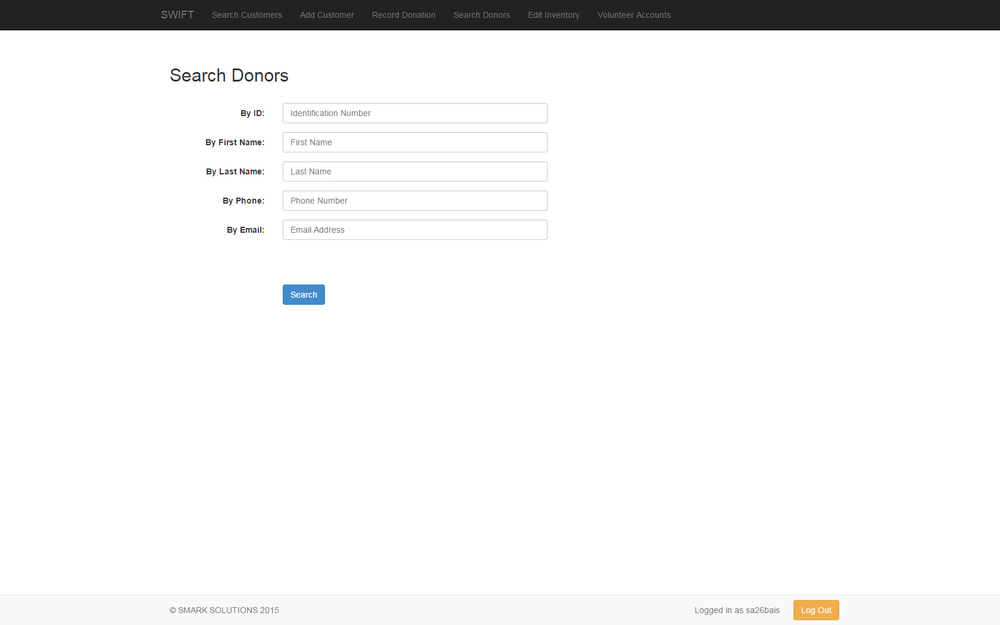 SWIFT Search Customers Add Customer Record Donation Search Donors Edit Inventory Volunteer Accounts
Search Donors
By ID: Identification Number
By First Name: First Name
By Last Name: Last Name
By Phone: Phone Number
By Email: Email Address
Search
© SMARK SOLUTIONS 2015 Logged in as sa26bais Log Out